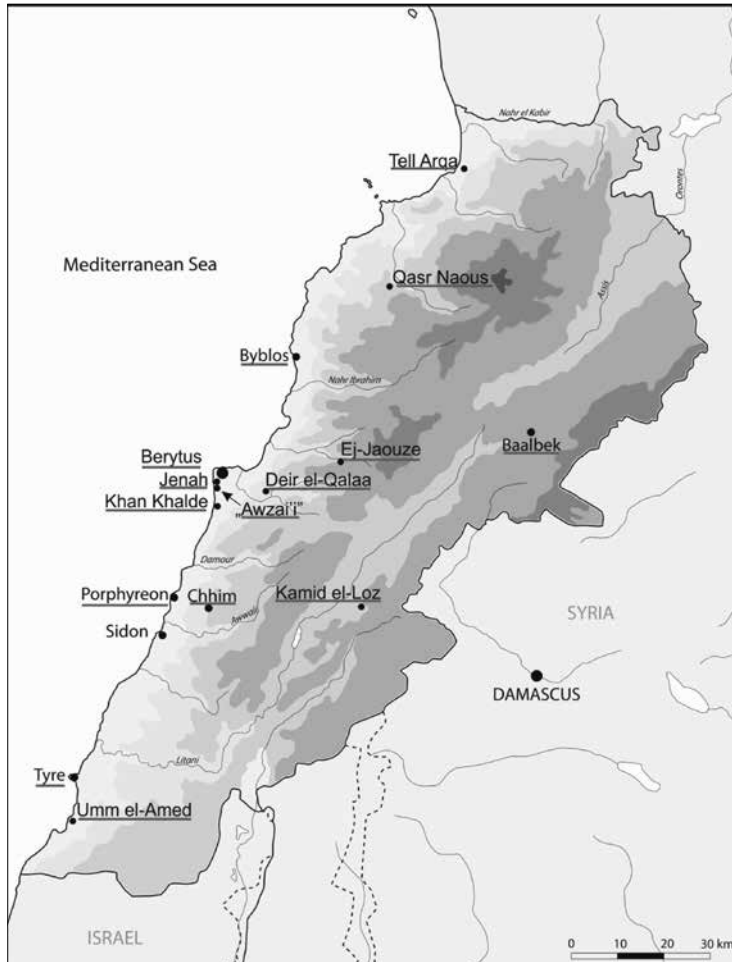 Nahr el Kabir
Tell Arqa
Orontes
Mediterranean Sea
Qasr Naous
Assis
Byblos
Nahr Ibrahim
Berytus
Ej-Jaouze
Baalbek
Jenah
Deir el-Qalaa
Khan Khalde
„Awzai'i"
Damour
Porphyreon
Chhim
Kamid el-Loz
Awwali
SYRIA
Sidon
DAMASCUS
Litani
Tyre
Umm el-Amed
ISRAEL
0 10 20 30 km